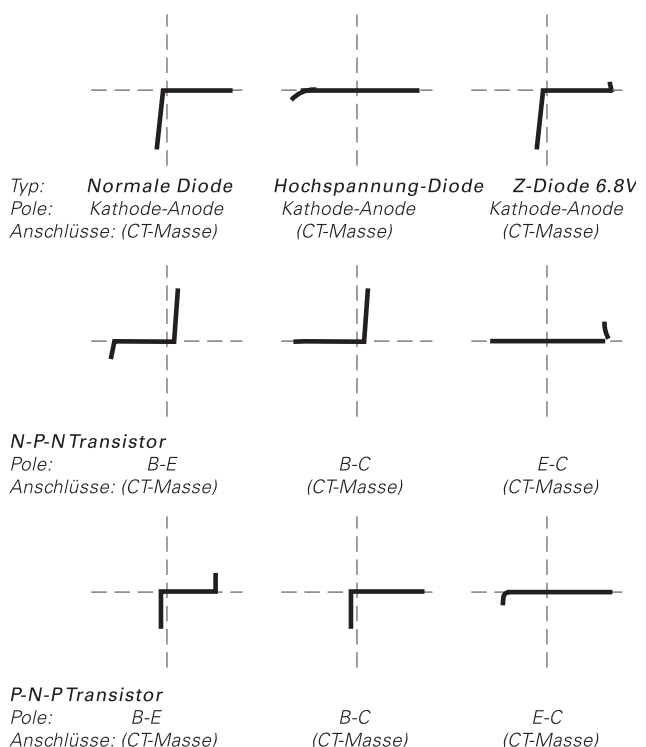 Typ: Normale Diode Hochspannung-Diode Z-Diode 6.8V
Pole: Kathode-Anode Kathode-Anode Kathode-Anode
Anschlüsse: (CT-Masse) (CT-Masse) (CT-Masse)
N-P-N Transistor
Pole: B-E B-C E-C
Anschlüsse: (CT-Masse) (CT-Masse) (CT-Masse)
P-N-P Transistor
Pole: B-E B-C E-C
Anschlüsse: (CT-Masse) (CT-Masse) (CT-Masse)